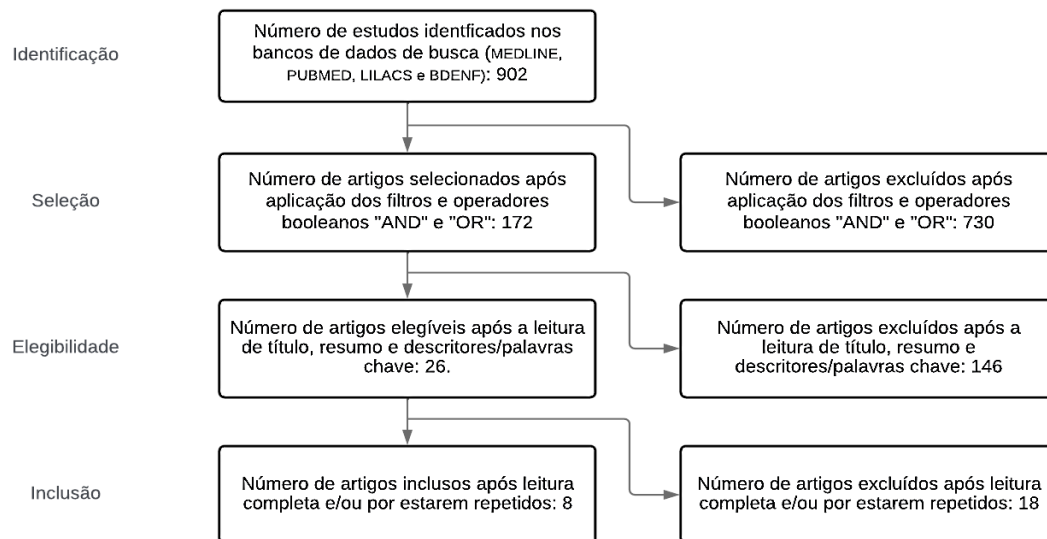 Identificação
Número de estudos identficados nos
bancos de dados de busca (MEDLINE,
PUBMED, LILACS e BDENF): 902
Seleção
Número de artigos selecionados após
aplicação dos filtros e operadores
booleanos "AND" e "OR": 172
Número de artigos excluídos após
aplicação dos filtros e operadores
booleanos "AND" e "OR": 730
Elegibilidade
Número de artigos elegíveis após a leitura
de título, resumo e descritores/palavras
chave: 26.
Número de artigos excluídos após a
leitura de título, resumo e
descritores/palavras chave: 146
Inclusão
Número de artigos inclusos após leitura
completa e/ou por estarem repetidos: 8
Número de artigos excluídos após leitura
completa e/ou por estarem repetidos: 18